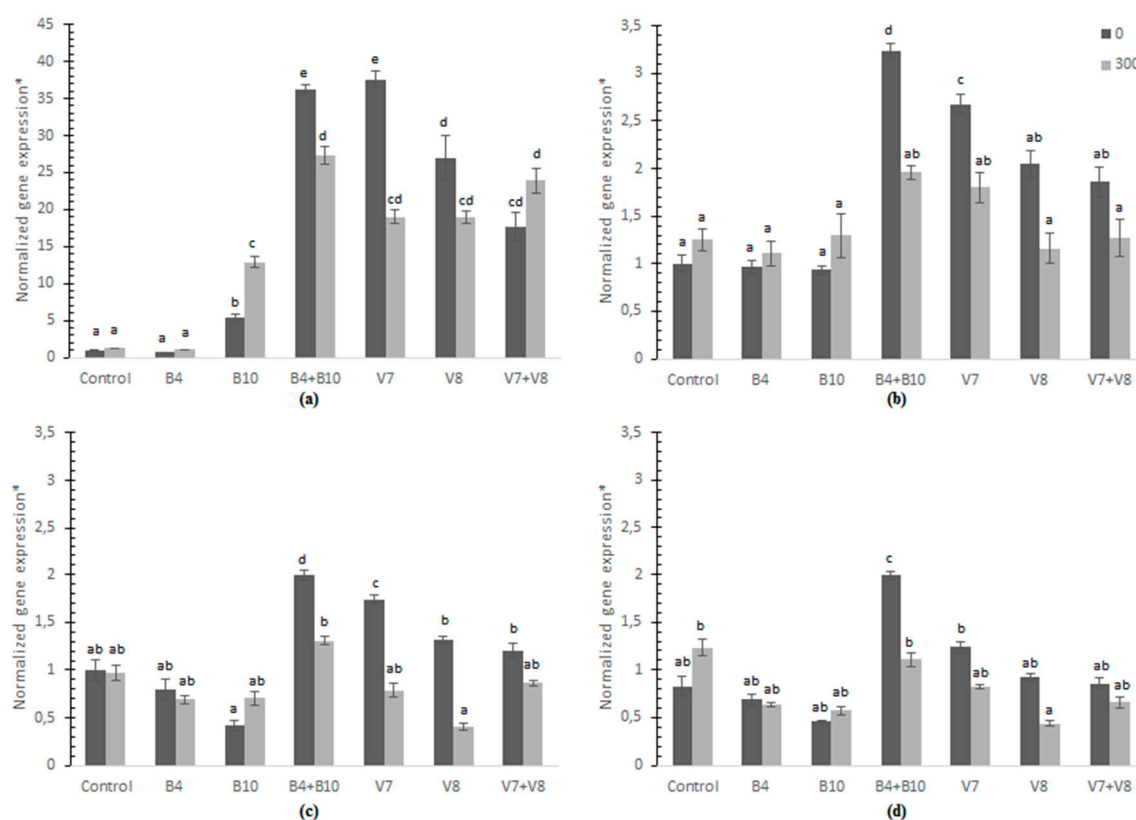 45
40
35
30
25
20
15
10
5
0
Normalized gene expression*
a a
a a
b c
e d
e cd
d cd
cd d
Control B4 B10 B4+B10 V7 V8 V7+V8
(a)
3,5
3
2,5
2
1,5
1
0,5
0
Normalized gene expression*
0
300
a a
a a
a a
d ab
c ab
ab a
ab a
Control B4 B10 B4+B10 V7 V8 V7+V8
(b)
3,5
3
2,5
2
1,5
1
0,5
0
Normalized gene expression*
ab ab
ab ab
a ab
d b
c ab
b a
b ab
Control B4 B10 B4+B10 V7 V8 V7+V8
(c)
3,5
3
2,5
2
1,5
1
0,5
0
Normalized gene expression*
ab b
ab ab
ab ab
c b
b ab
ab a
ab ab
Control B4 B10 B4+B10 V7 V8 V7+V8
(d)